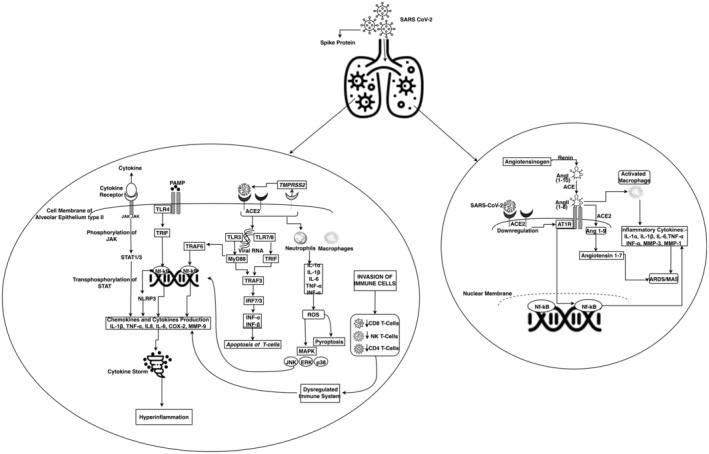 SARS CoV-2
Spike Protein
Cytokine
Cytokine
Receptor
PAMP
TLR4
TMPRSS2
ACE2
JAK JAK
Cell Membrane of
Alveolar Epithelium type II
Phosphorylation of
JAK
TRIF
STAT1/3
TRAF6
TLR3
TLR7/8
Viral RNA
MyD88
TRIF
Neutrophils
Macrophages
Nf-kB
Nf-kB
Transphosphorylation of
STAT
NLRP3
TRAF3
IRF7/3
INF-α
INF-β
Apoptosis of T-cells
IL-1α
IL-1β
IL-6
TNF-α
INF-α
ROS
MAPK
Pyroptosis
JNK
ERK
p38
INVASION OF
IMMUNE CELLS
CD8 T-Cells
NK T-Cells
CD4 T-Cells
Chemokines and Cytokines Production
IL-1β, TNF-α, IL8, IL-6, COX-2, MMP-9
Cytokine Storm
Dysregulated
Immune System
Hyperinflammation
Angiotensinogen
Renin
AngI
ACE
AngII
(1-8)
Activated
Macrophage
SARS-CoV-2
ACE2
Downregulation
AT1R
ACE2
Ang 1-9
Angiotensin 1-7
Inflammatory Cytokines:-
IL-1α, IL-1β, IL-6,TNF-α
INF-α, MMP-3, MMP-1
ARDS/MAS
Nuclear Membrane
Nf-kB
Nf-kB